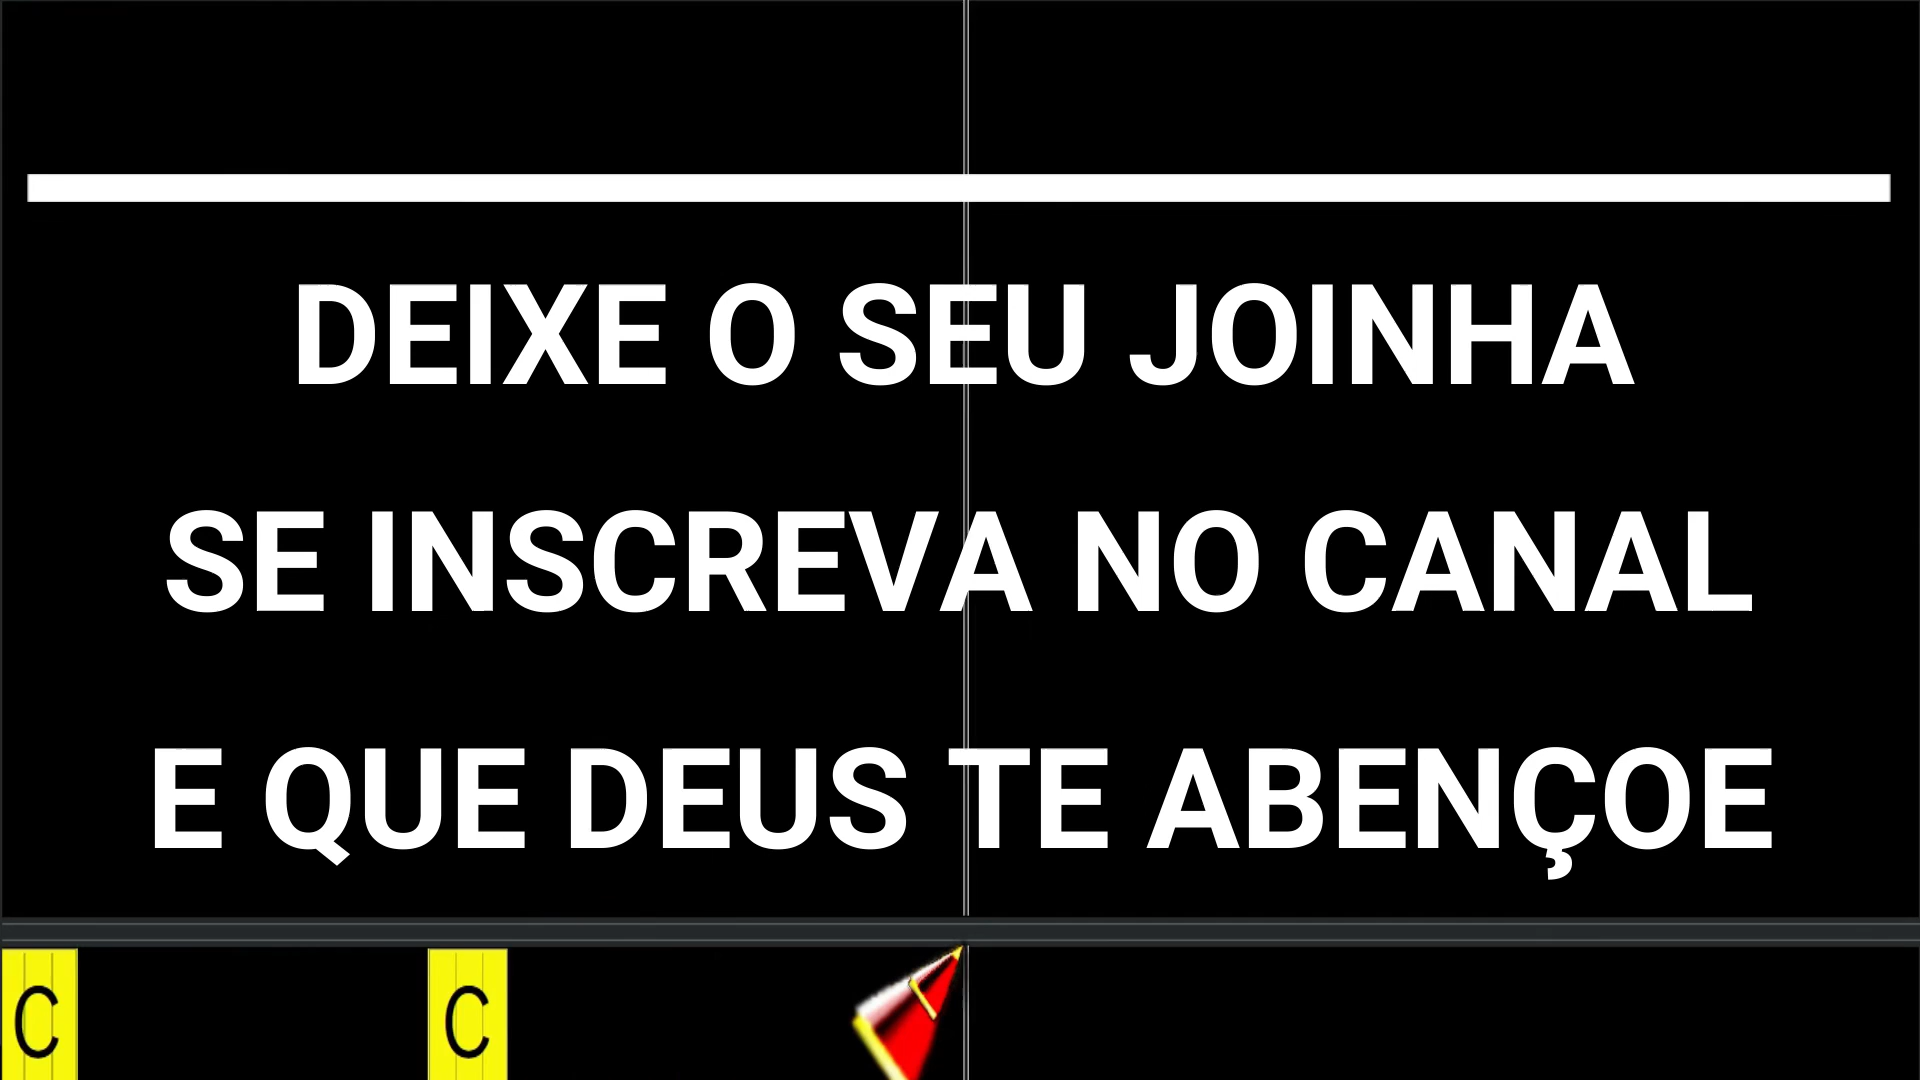 DEIXE O SEU JOINHA
SE INSCREVA NO CANAL
E QUE DEUS TE ABENÇOE
C C